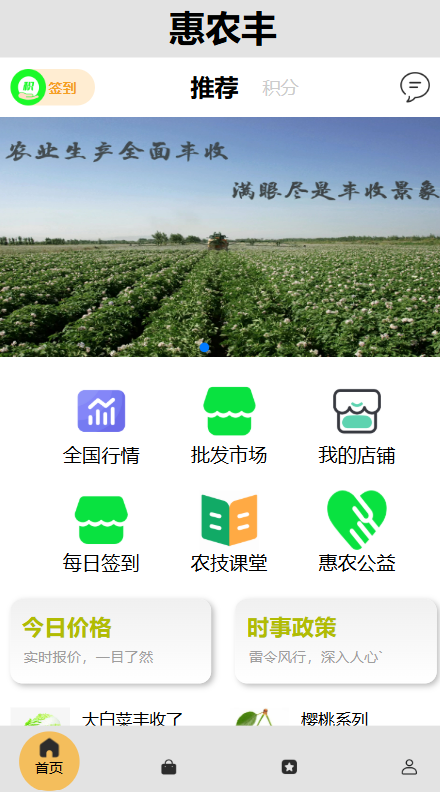 惠农丰
积 签到 推荐 积分
农业生产全面丰收
满眼尽是丰收景象
全国行情 批发市场 我的店铺
每日签到 农技课堂 惠农公益
今日价格 时事政策
实时报价，一目了然 雷令风行，深入人心`
大白菜丰收了 樱桃系列
首页